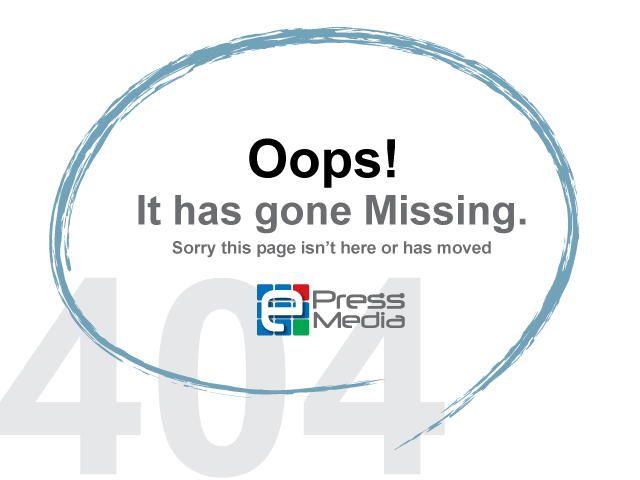 Oops!
It has gone Missing.
Sorry this page isn't here or has moved
404
e Press
Media